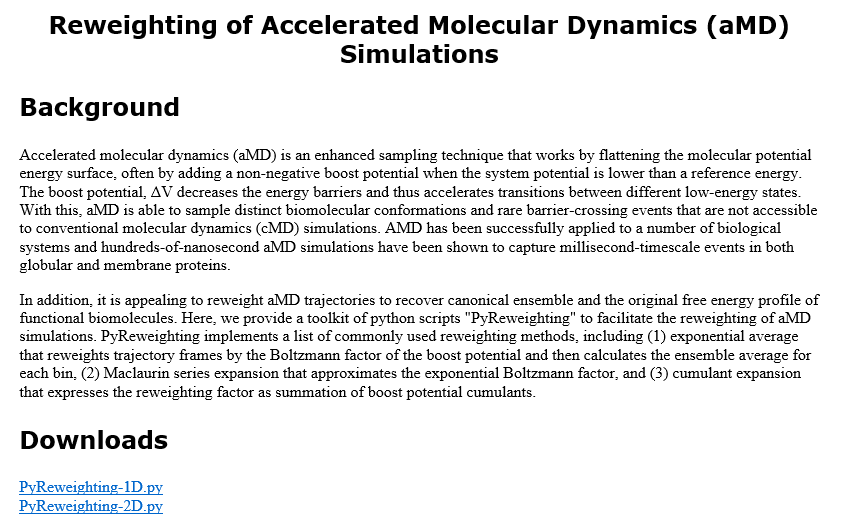 Reweighting of Accelerated Molecular Dynamics (aMD)
Simulations
Background
Accelerated molecular dynamics (aMD) is an enhanced sampling technique that works by flattening the molecular potential
energy surface, often by adding a non-negative boost potential when the system potential is lower than a reference energy.
The boost potential, ΔV decreases the energy barriers and thus accelerates transitions between different low-energy states.
With this, aMD is able to sample distinct biomolecular conformations and rare barrier-crossing events that are not accessible
to conventional molecular dynamics (cMD) simulations. AMD has been successfully applied to a number of biological
systems and hundreds-of-nanosecond aMD simulations have been shown to capture millisecond-timescale events in both
globular and membrane proteins.
In addition, it is appealing to reweight aMD trajectories to recover canonical ensemble and the original free energy profile of
functional biomolecules. Here, we provide a toolkit of python scripts "PyReweighting" to facilitate the reweighting of aMD
simulations. PyReweighting implements a list of commonly used reweighting methods, including (1) exponential average
that reweights trajectory frames by the Boltzmann factor of the boost potential and then calculates the ensemble average for
each bin, (2) Maclaurin series expansion that approximates the exponential Boltzmann factor, and (3) cumulant expansion
that expresses the reweighting factor as summation of boost potential cumulants.
Downloads
PyReweighting-1D.py
PyReweighting-2D.py